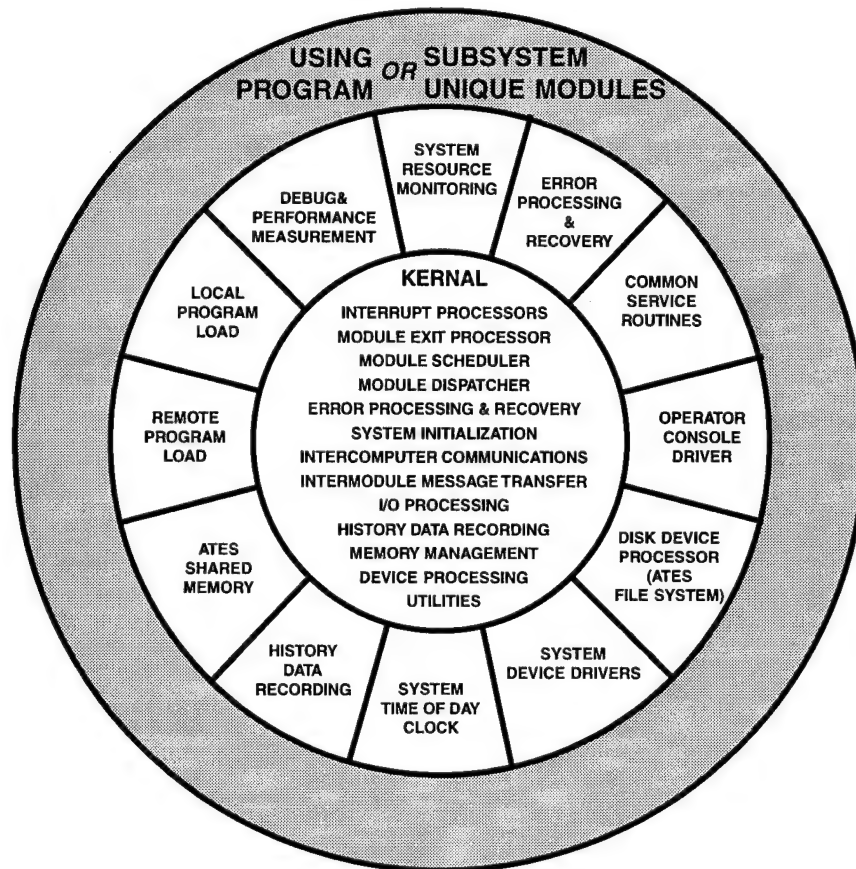 USING OR SUBSYSTEM
PROGRAM UNIQUE MODULES
SYSTEM
RESOURCE
MONITORING
ERROR
PROCESSING
&
RECOVERY
COMMON
SERVICE
ROUTINES
OPERATOR
CONSOLE
DRIVER
DISK DEVICE
PROCESSOR
(ATES
FILE SYSTEM)
SYSTEM
DEVICE DRIVERS
SYSTEM
TIME OF DAY
CLOCK
HISTORY
DATA
RECORDING
ATES
SHARED
MEMORY
REMOTE
PROGRAM
LOAD
LOCAL
PROGRAM
LOAD
DEBUG&
PERFORMANCE
MEASUREMENT
KERNAL
INTERRUPT PROCESSORS
MODULE EXIT PROCESSOR
MODULE SCHEDULER
MODULE DISPATCHER
ERROR PROCESSING & RECOVERY
SYSTEM INITIALIZATION
INTERCOMPUTER COMMUNICATIONS
INTERMODULE MESSAGE TRANSFER
I/O PROCESSING
HISTORY DATA RECORDING
MEMORY MANAGEMENT
DEVICE PROCESSING
UTILITIES